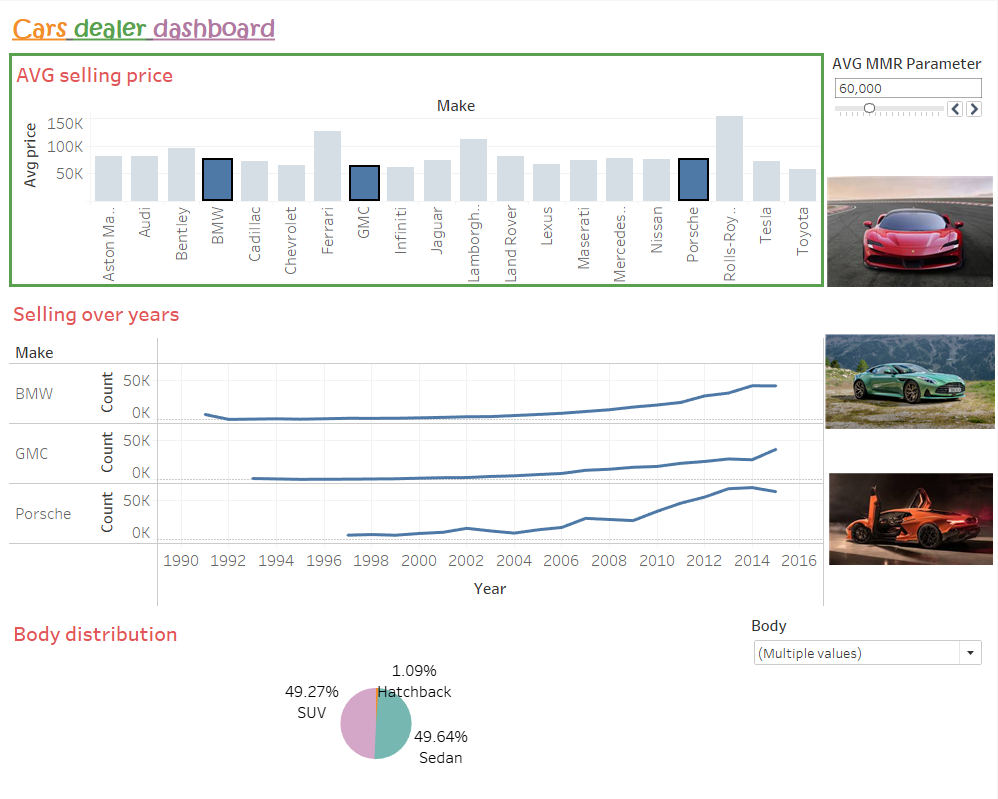 Cars dealer dashboard
AVG selling price
Make
Avg price
150K
100K
50K
Aston Ma..
Audi
Bentley
BMW
Cadillac
Chevrolet
Ferrari
GMC
Infiniti
Jaguar
Lamborgh..
Land Rover
Lexus
Maserati
Mercedes..
Nissan
Porsche
Rolls-Roy..
Tesla
Toyota
AVG MMR Parameter
60,000
Selling over years
Make
BMW
Count
50K
0K
GMC
Count
50K
0K
Porsche
Count
50K
0K
1990 1992 1994 1996 1998 2000 2002 2004 2006 2008 2010 2012 2014 2016
Year
Body distribution
Body
(Multiple values)
1.09%
Hatchback
49.27%
SUV
49.64%
Sedan